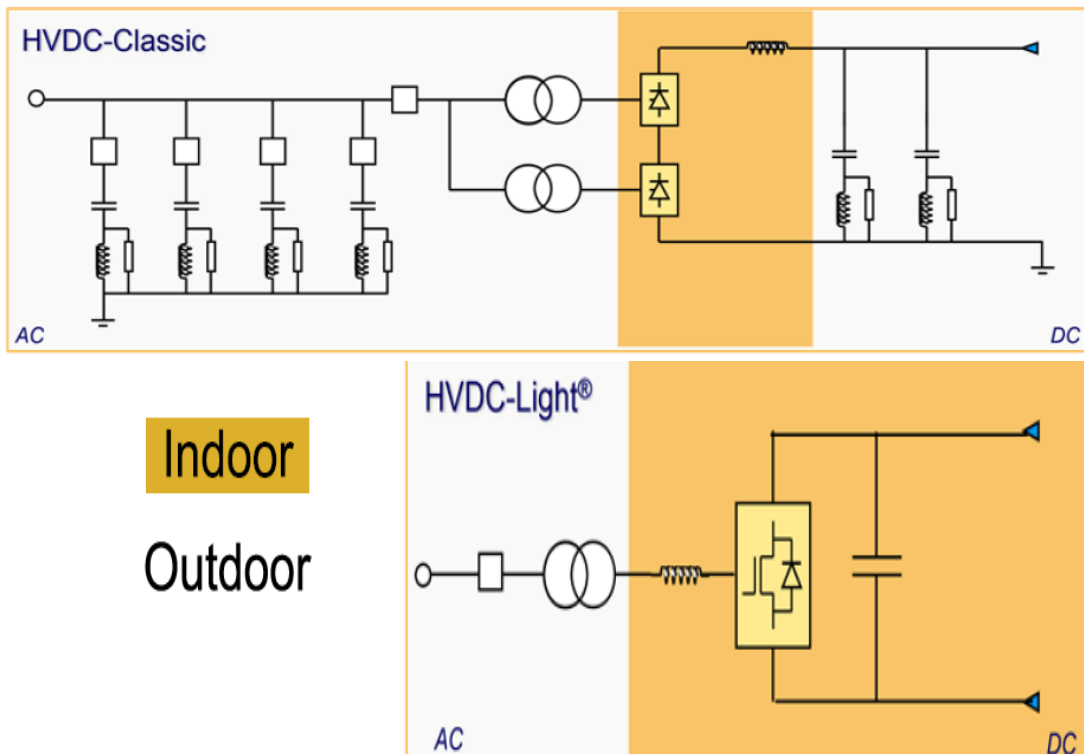 HVDC-Classic
AC
DC
Indoor
Outdoor
HVDC-Light®
AC
DC